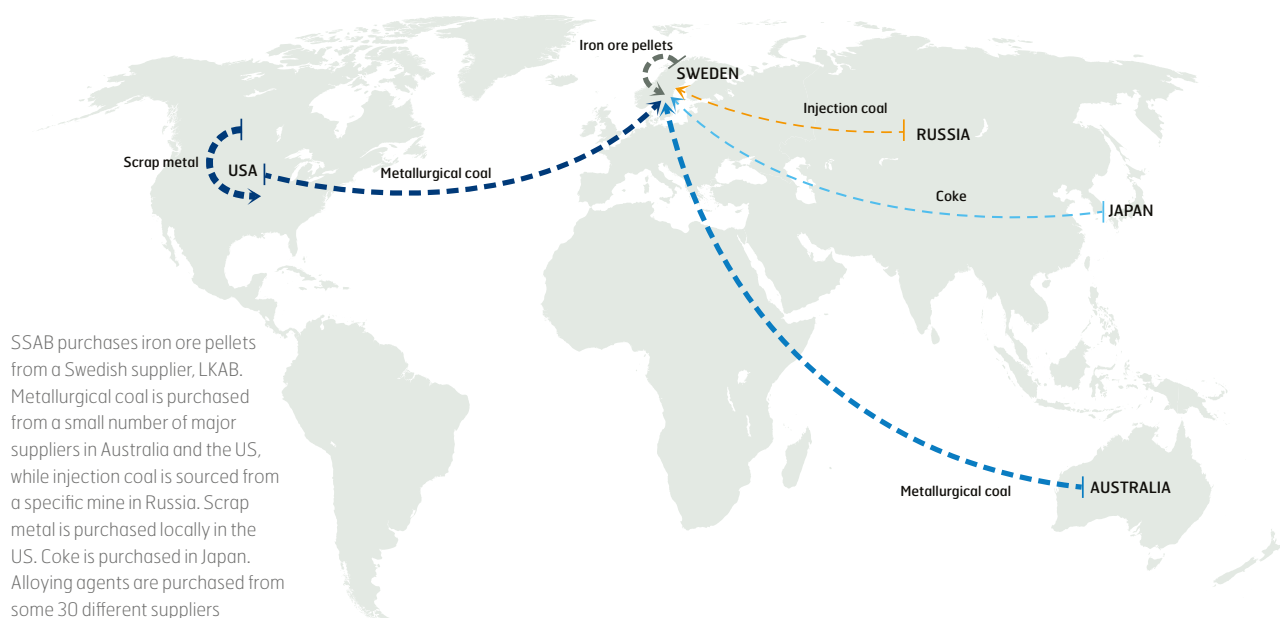 Iron ore pellets
SWEDEN
Injection coal
RUSSIA
Scrap metal
USA
Metallurgical coal
Coke
JAPAN
SSAB purchases iron ore pellets
from a Swedish supplier, LKAB.
Metallurgical coal is purchased
from a small number of major
suppliers in Australia and the US,
while injection coal is sourced from
a specific mine in Russia. Scrap
metal is purchased locally in the
US. Coke is purchased in Japan.
Alloying agents are purchased from
some 30 different suppliers
Metallurgical coal
AUSTRALIA